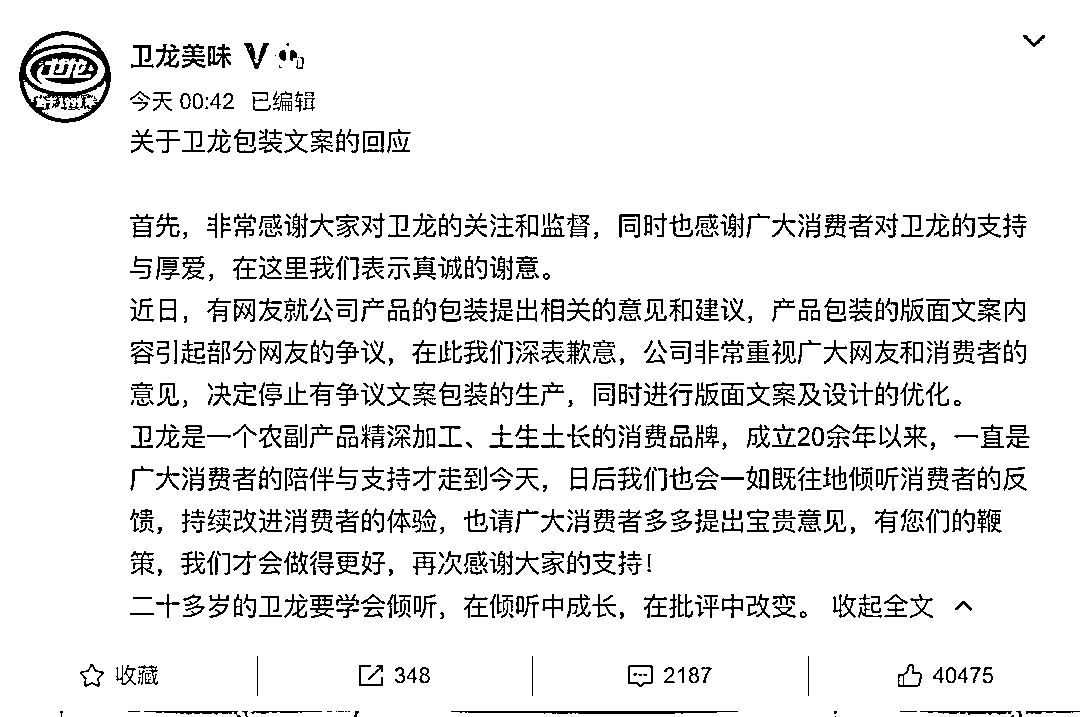 卫龙美味
今天 00:42 已编辑
关于卫龙包装文案的回应
首先，非常感谢大家对卫龙的关注和监督，同时也感谢广大消费者对卫龙的支持
与厚爱，在这里我们表示真诚的谢意。
近日，有网友就公司产品的包装提出相关的意见和建议，产品包装的版面文案内
容引起部分网友的争议，在此我们深表歉意，公司非常重视广大网友和消费者的
意见，决定停止有争议文案包装的生产，同时进行版面文案及设计的优化。
卫龙是一个农副产品精深加工、土生土长的消费品牌，成立20余年以来，一直是
广大消费者的陪伴与支持才走到今天，日后我们也会一如既往地倾听消费者的反
馈，持续改进消费者的体验，也请广大消费者多多提出宝贵意见，有您们的鞭
策，我们才会做得更好，再次感谢大家的支持！
二十多岁的卫龙要学会倾听，在倾听中成长，在批评中改变。 收起全文
收藏 348 2187 40475